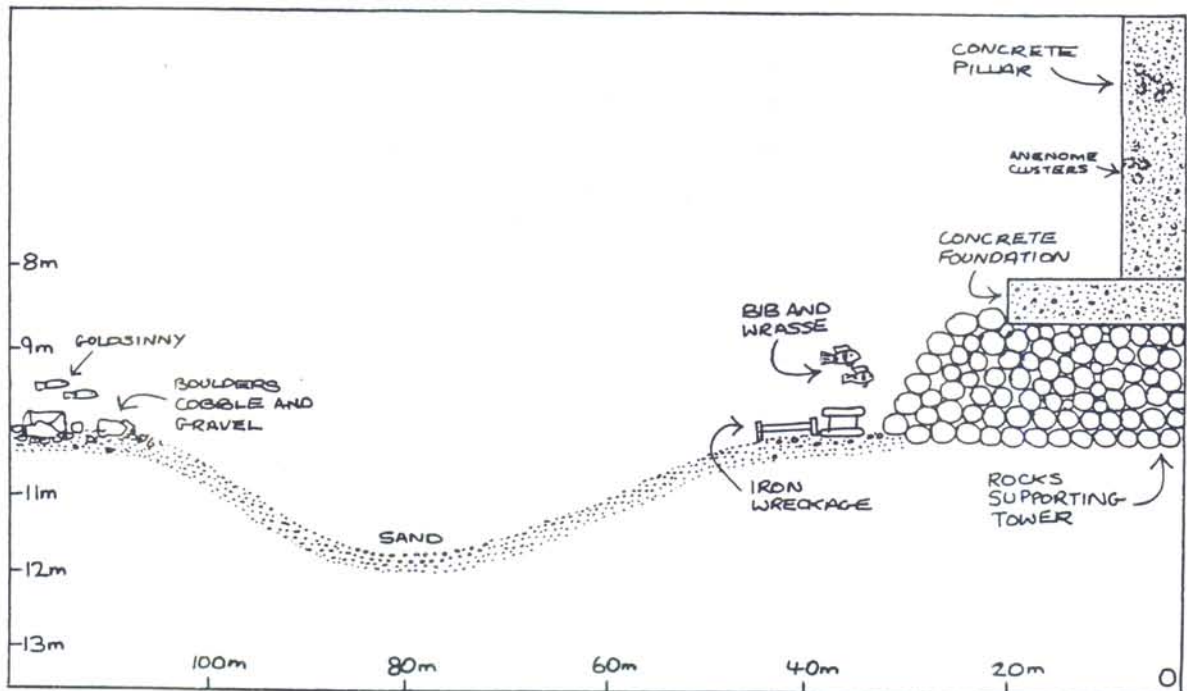 CONCRETE
PILLAR
ANENOME
CLUSTERS
CONCRETE
FOUNDATION
BIB AND
WRASSE
-8m
-9m
GOLDSINNY
BOULDERS
COBBLE AND
GRAVEL
-11m
-12m
-13m
SAND
IRON
WRECKAGE
ROCKS
SUPPORTING
TOWER
100m
80m
60m
40m
20m
0